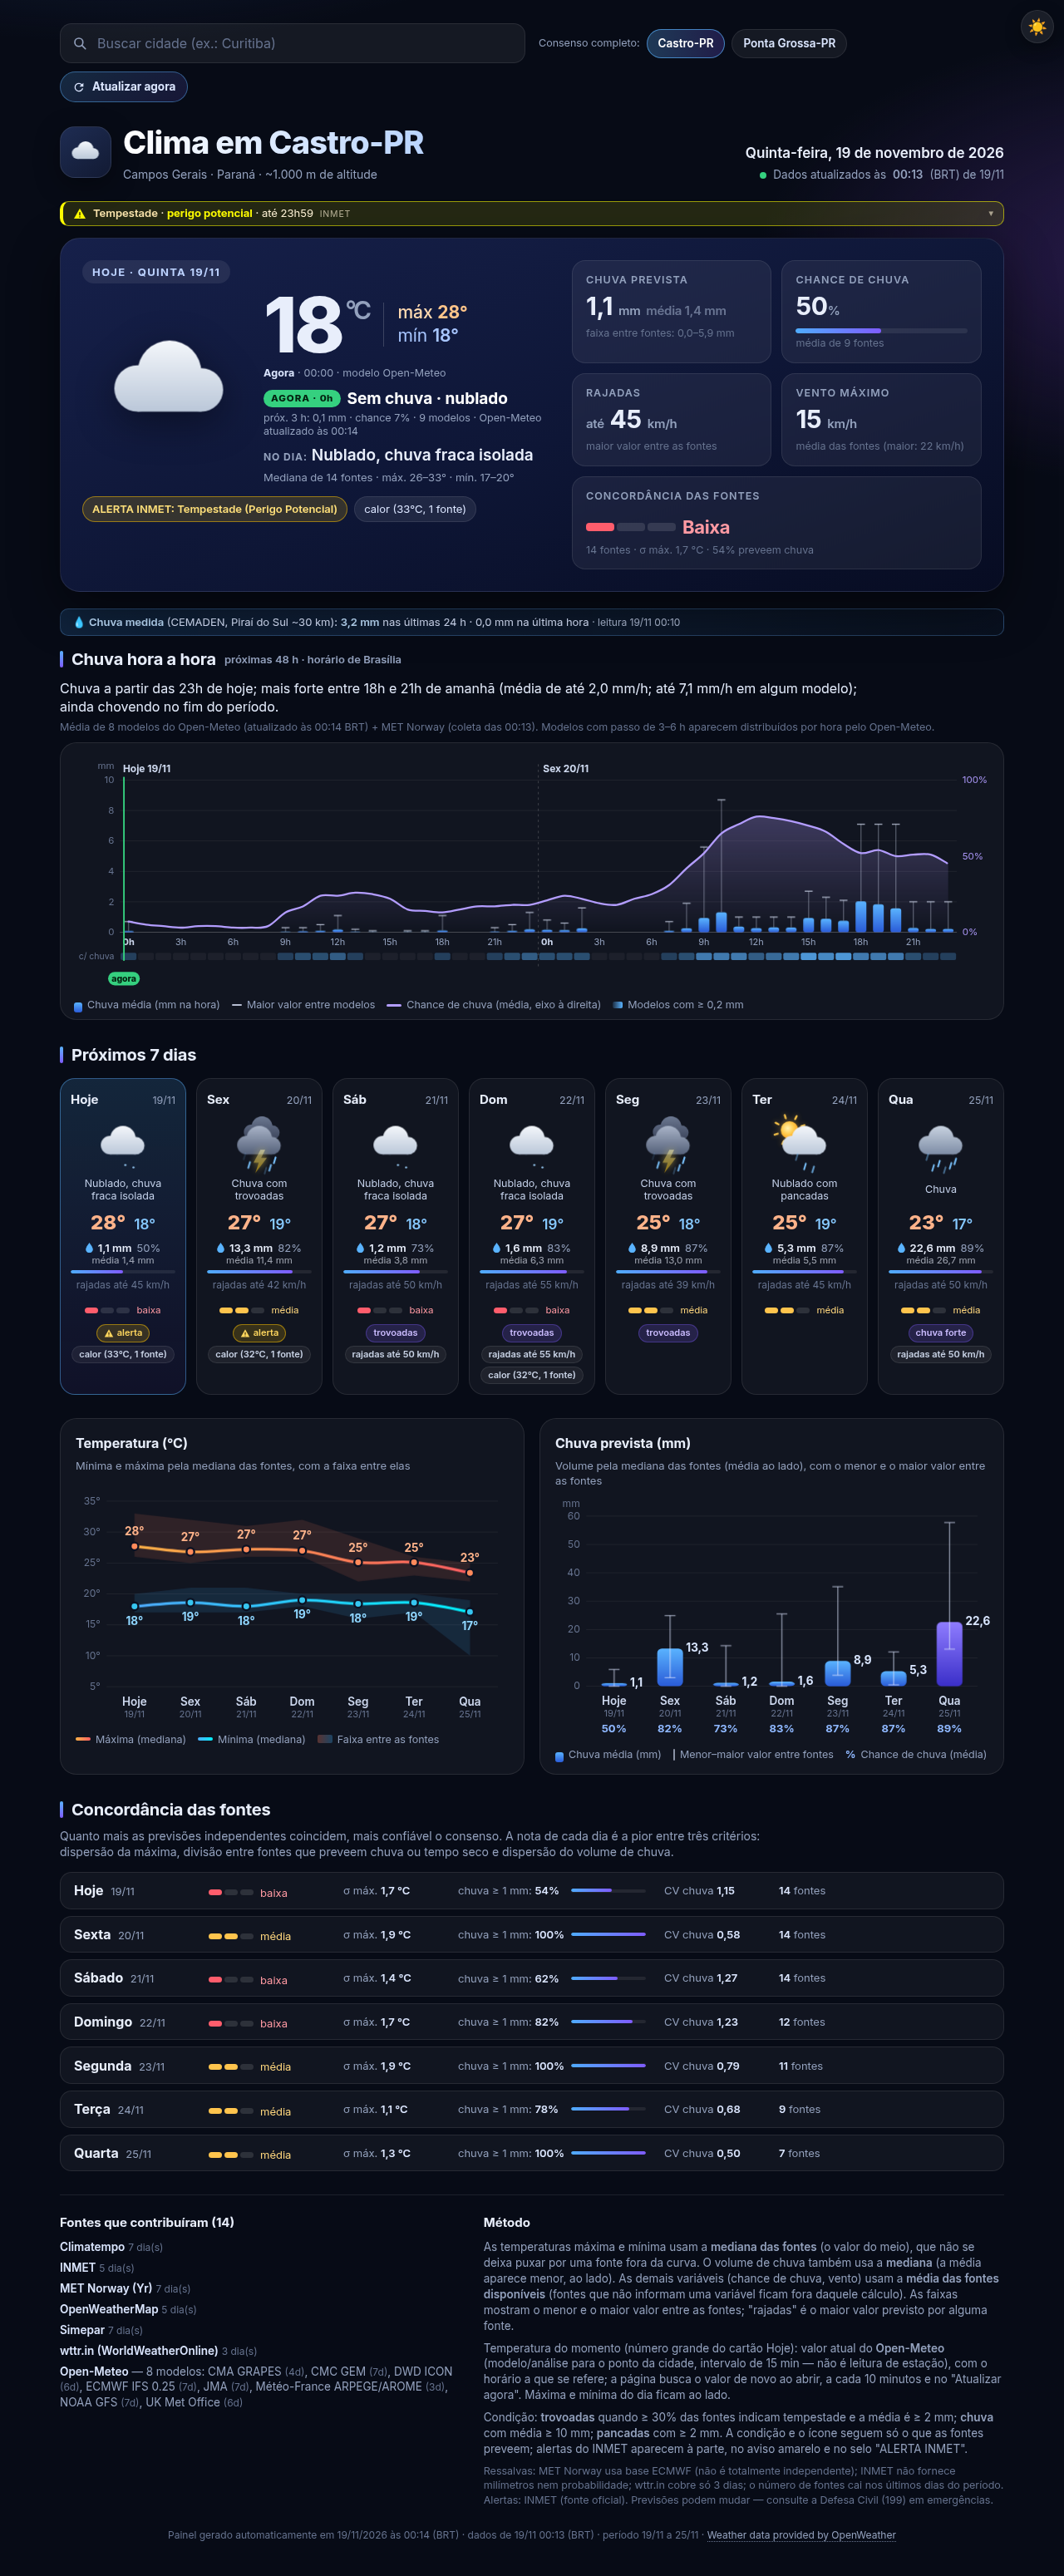 Buscar cidade (ex.: Curitiba)
Consenso completo:
Castro-PR
Ponta Grossa-PR
Atualizar agora
Clima em Castro-PR
Campos Gerais · Paraná · ~1.000 m de altitude
Quinta-feira, 19 de novembro de 2026
Dados atualizados às 00:13 (BRT) de 19/11
Tempestade · perigo potencial · até 23h59 INMET
HOJE · QUINTA 19/11
18°C
máx 28°
mín 18°
Agora · 00:00 · modelo Open-Meteo
AGORA · 0h Sem chuva · nublado
próx. 3 h: 0,1 mm · chance 7% · 9 modelos · Open-Meteo
atualizado às 00:14
NO DIA: Nublado, chuva fraca isolada
Mediana de 14 fontes · máx. 26–33° · mín. 17–20°
ALERTA INMET: Tempestade (Perigo Potencial)
calor (33°C, 1 fonte)
CHUVA PREVISTA
1,1 mm média 1,4 mm
faixa entre fontes: 0,0–5,9 mm
CHANCE DE CHUVA
50%
média de 9 fontes
RAJADAS
até 45 km/h
maior valor entre as fontes
VENTO MÁXIMO
15 km/h
média das fontes (maior: 22 km/h)
CONCORDÂNCIA DAS FONTES
Baixa
14 fontes · σ máx. 1,7 °C · 54% preveem chuva
Chuva medida (CEMADEN, Piraí do Sul ~30 km): 3,2 mm nas últimas 24 h · 0,0 mm na última hora · leitura 19/11 00:10
Chuva hora a hora próximas 48 h · horário de Brasília
Chuva a partir das 23h de hoje; mais forte entre 18h e 21h de amanhã (média de até 2,0 mm/h; até 7,1 mm/h em algum modelo);
ainda chovendo no fim do período.
Média de 8 modelos do Open-Meteo (atualizado às 00:14 BRT) + MET Norway (coleta das 00:13). Modelos com passo de 3–6 h aparecem distribuídos por hora pelo Open-Meteo.
mm
Hoje 19/11
Sex 20/11
10
100%
8
6
50%
4
2
0
0%
0h 3h 6h 9h 12h 15h 18h 21h 0h 3h 6h 9h 12h 15h 18h 21h
c/ chuva
agora
Chuva média (mm na hora)
Maior valor entre modelos
Chance de chuva (média, eixo à direita)
Modelos com ≥ 0,2 mm
Próximos 7 dias
Hoje 19/11
Nublado, chuva
fraca isolada
28° 18°
1,1 mm 50%
média 1,4 mm
rajadas até 45 km/h
baixa
alerta
calor (33°C, 1 fonte)
Sex 20/11
Chuva com
trovoadas
27° 19°
13,3 mm 82%
média 11,4 mm
rajadas até 42 km/h
média
alerta
calor (32°C, 1 fonte)
Sáb 21/11
Nublado, chuva
fraca isolada
27° 18°
1,2 mm 73%
média 3,8 mm
rajadas até 50 km/h
baixa
trovoadas
rajadas até 50 km/h
Dom 22/11
Nublado, chuva
fraca isolada
27° 19°
1,6 mm 83%
média 6,3 mm
rajadas até 55 km/h
baixa
trovoadas
rajadas até 55 km/h
calor (32°C, 1 fonte)
Seg 23/11
Chuva com
trovoadas
25° 18°
8,9 mm 87%
média 13,0 mm
rajadas até 39 km/h
média
trovoadas
Ter 24/11
Nublado com
pancadas
25° 19°
5,3 mm 87%
média 5,5 mm
rajadas até 45 km/h
média
Qua 25/11
Chuva
23° 17°
22,6 mm 89%
média 26,7 mm
rajadas até 50 km/h
média
chuva forte
rajadas até 50 km/h
Temperatura (°C)
Mínima e máxima pela mediana das fontes, com a faixa entre elas
35°
30°
25°
20°
15°
10°
5°
28° 27° 27° 27° 25° 25° 23°
18° 19° 18° 19° 18° 19° 17°
Hoje Sex Sáb Dom Seg Ter Qua
19/11 20/11 21/11 22/11 23/11 24/11 25/11
Máxima (mediana)
Mínima (mediana)
Faixa entre as fontes
Chuva prevista (mm)
Volume pela mediana das fontes (média ao lado), com o menor e o maior valor entre
as fontes
mm
60
50
40
30
20
10
0
1,1 13,3 1,2 1,6 8,9 5,3 22,6
Hoje Sex Sáb Dom Seg Ter Qua
19/11 20/11 21/11 22/11 23/11 24/11 25/11
50% 82% 73% 83% 87% 87% 89%
Chuva média (mm)
Menor–maior valor entre fontes
% Chance de chuva (média)
Concordância das fontes
Quanto mais as previsões independentes coincidem, mais confiável o consenso. A nota de cada dia é a pior entre três critérios:
dispersão da máxima, divisão entre fontes que preveem chuva ou tempo seco e dispersão do volume de chuva.
Hoje 19/11 baixa σ máx. 1,7 °C chuva ≥ 1 mm: 54% CV chuva 1,15 14 fontes
Sexta 20/11 média σ máx. 1,9 °C chuva ≥ 1 mm: 100% CV chuva 0,58 14 fontes
Sábado 21/11 baixa σ máx. 1,4 °C chuva ≥ 1 mm: 62% CV chuva 1,27 14 fontes
Domingo 22/11 baixa σ máx. 1,7 °C chuva ≥ 1 mm: 82% CV chuva 1,23 12 fontes
Segunda 23/11 média σ máx. 1,9 °C chuva ≥ 1 mm: 100% CV chuva 0,79 11 fontes
Terça 24/11 média σ máx. 1,1 °C chuva ≥ 1 mm: 78% CV chuva 0,68 9 fontes
Quarta 25/11 média σ máx. 1,3 °C chuva ≥ 1 mm: 100% CV chuva 0,50 7 fontes
Fontes que contribuíram (14)
Climatempo 7 dia(s)
INMET 5 dia(s)
MET Norway (Yr) 7 dia(s)
OpenWeatherMap 5 dia(s)
Simepar 7 dia(s)
wttr.in (WorldWeatherOnline) 3 dia(s)
Open-Meteo — 8 modelos: CMA GRAPES (4d), CMC GEM (7d), DWD ICON
(6d), ECMWF IFS 0.25 (7d), JMA (7d), Météo-France ARPEGE/AROME (3d),
NOAA GFS (7d), UK Met Office (6d)
Método
As temperaturas máxima e mínima usam a mediana das fontes (o valor do meio), que não se
deixa puxar por uma fonte fora da curva. O volume de chuva também usa a mediana (a média
aparece menor, ao lado). As demais variáveis (chance de chuva, vento) usam a média das fontes
disponíveis (fontes que não informam uma variável ficam fora daquele cálculo). As faixas
mostram o menor e o maior valor entre as fontes; "rajadas" é o maior valor previsto por alguma
fonte.
Temperatura do momento (número grande do cartão Hoje): valor atual do Open-Meteo
(modelo/análise para o ponto da cidade, intervalo de 15 min — não é leitura de estação), com o
horário a que se refere; a página busca o valor de novo ao abrir, a cada 10 minutos e no "Atualizar
agora". Máxima e mínima do dia ficam ao lado.
Condição: trovoadas quando ≥ 30% das fontes indicam tempestade e a média é ≥ 2 mm; chuva
com média ≥ 10 mm; pancadas com ≥ 2 mm. A condição e o ícone seguem só o que as fontes
preveem; alertas do INMET aparecem à parte, no aviso amarelo e no selo "ALERTA INMET".
Ressalvas: MET Norway usa base ECMWF (não é totalmente independente); INMET não fornece
milímetros nem probabilidade; wttr.in cobre só 3 dias; o número de fontes cai nos últimos dias do período.
Alertas: INMET (fonte oficial). Previsões podem mudar — consulte a Defesa Civil (199) em emergências.
Painel gerado automaticamente em 19/11/2026 às 00:14 (BRT) · dados de 19/11 00:13 (BRT) · período 19/11 a 25/11 · Weather data provided by OpenWeather